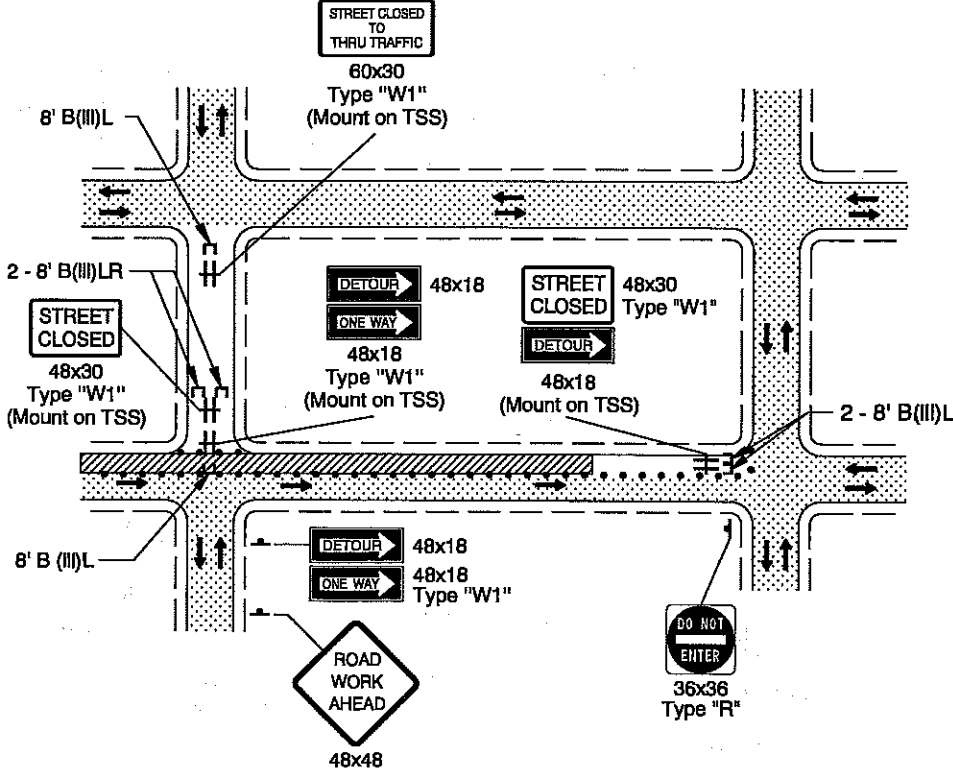 STREET CLOSED
TO
THRU TRAFFIC
60x30
Type "W1"
(Mount on TSS)
8' B(III)L
2 - 8' B(III)LR
STREET
CLOSED
48x30
Type "W1"
(Mount on TSS)
DETOUR
48x18
ONE WAY
48x18
Type "W1"
(Mount on TSS)
STREET
CLOSED
48x30
Type "W1"
DETOUR
48x18
(Mount on TSS)
2 - 8' B(III)L
8' B (III)L
DETOUR
48x18
ONE WAY
48x18
Type "W1"
ROAD
WORK
AHEAD
48x48
DO NOT
ENTER
36x36
Type "R"